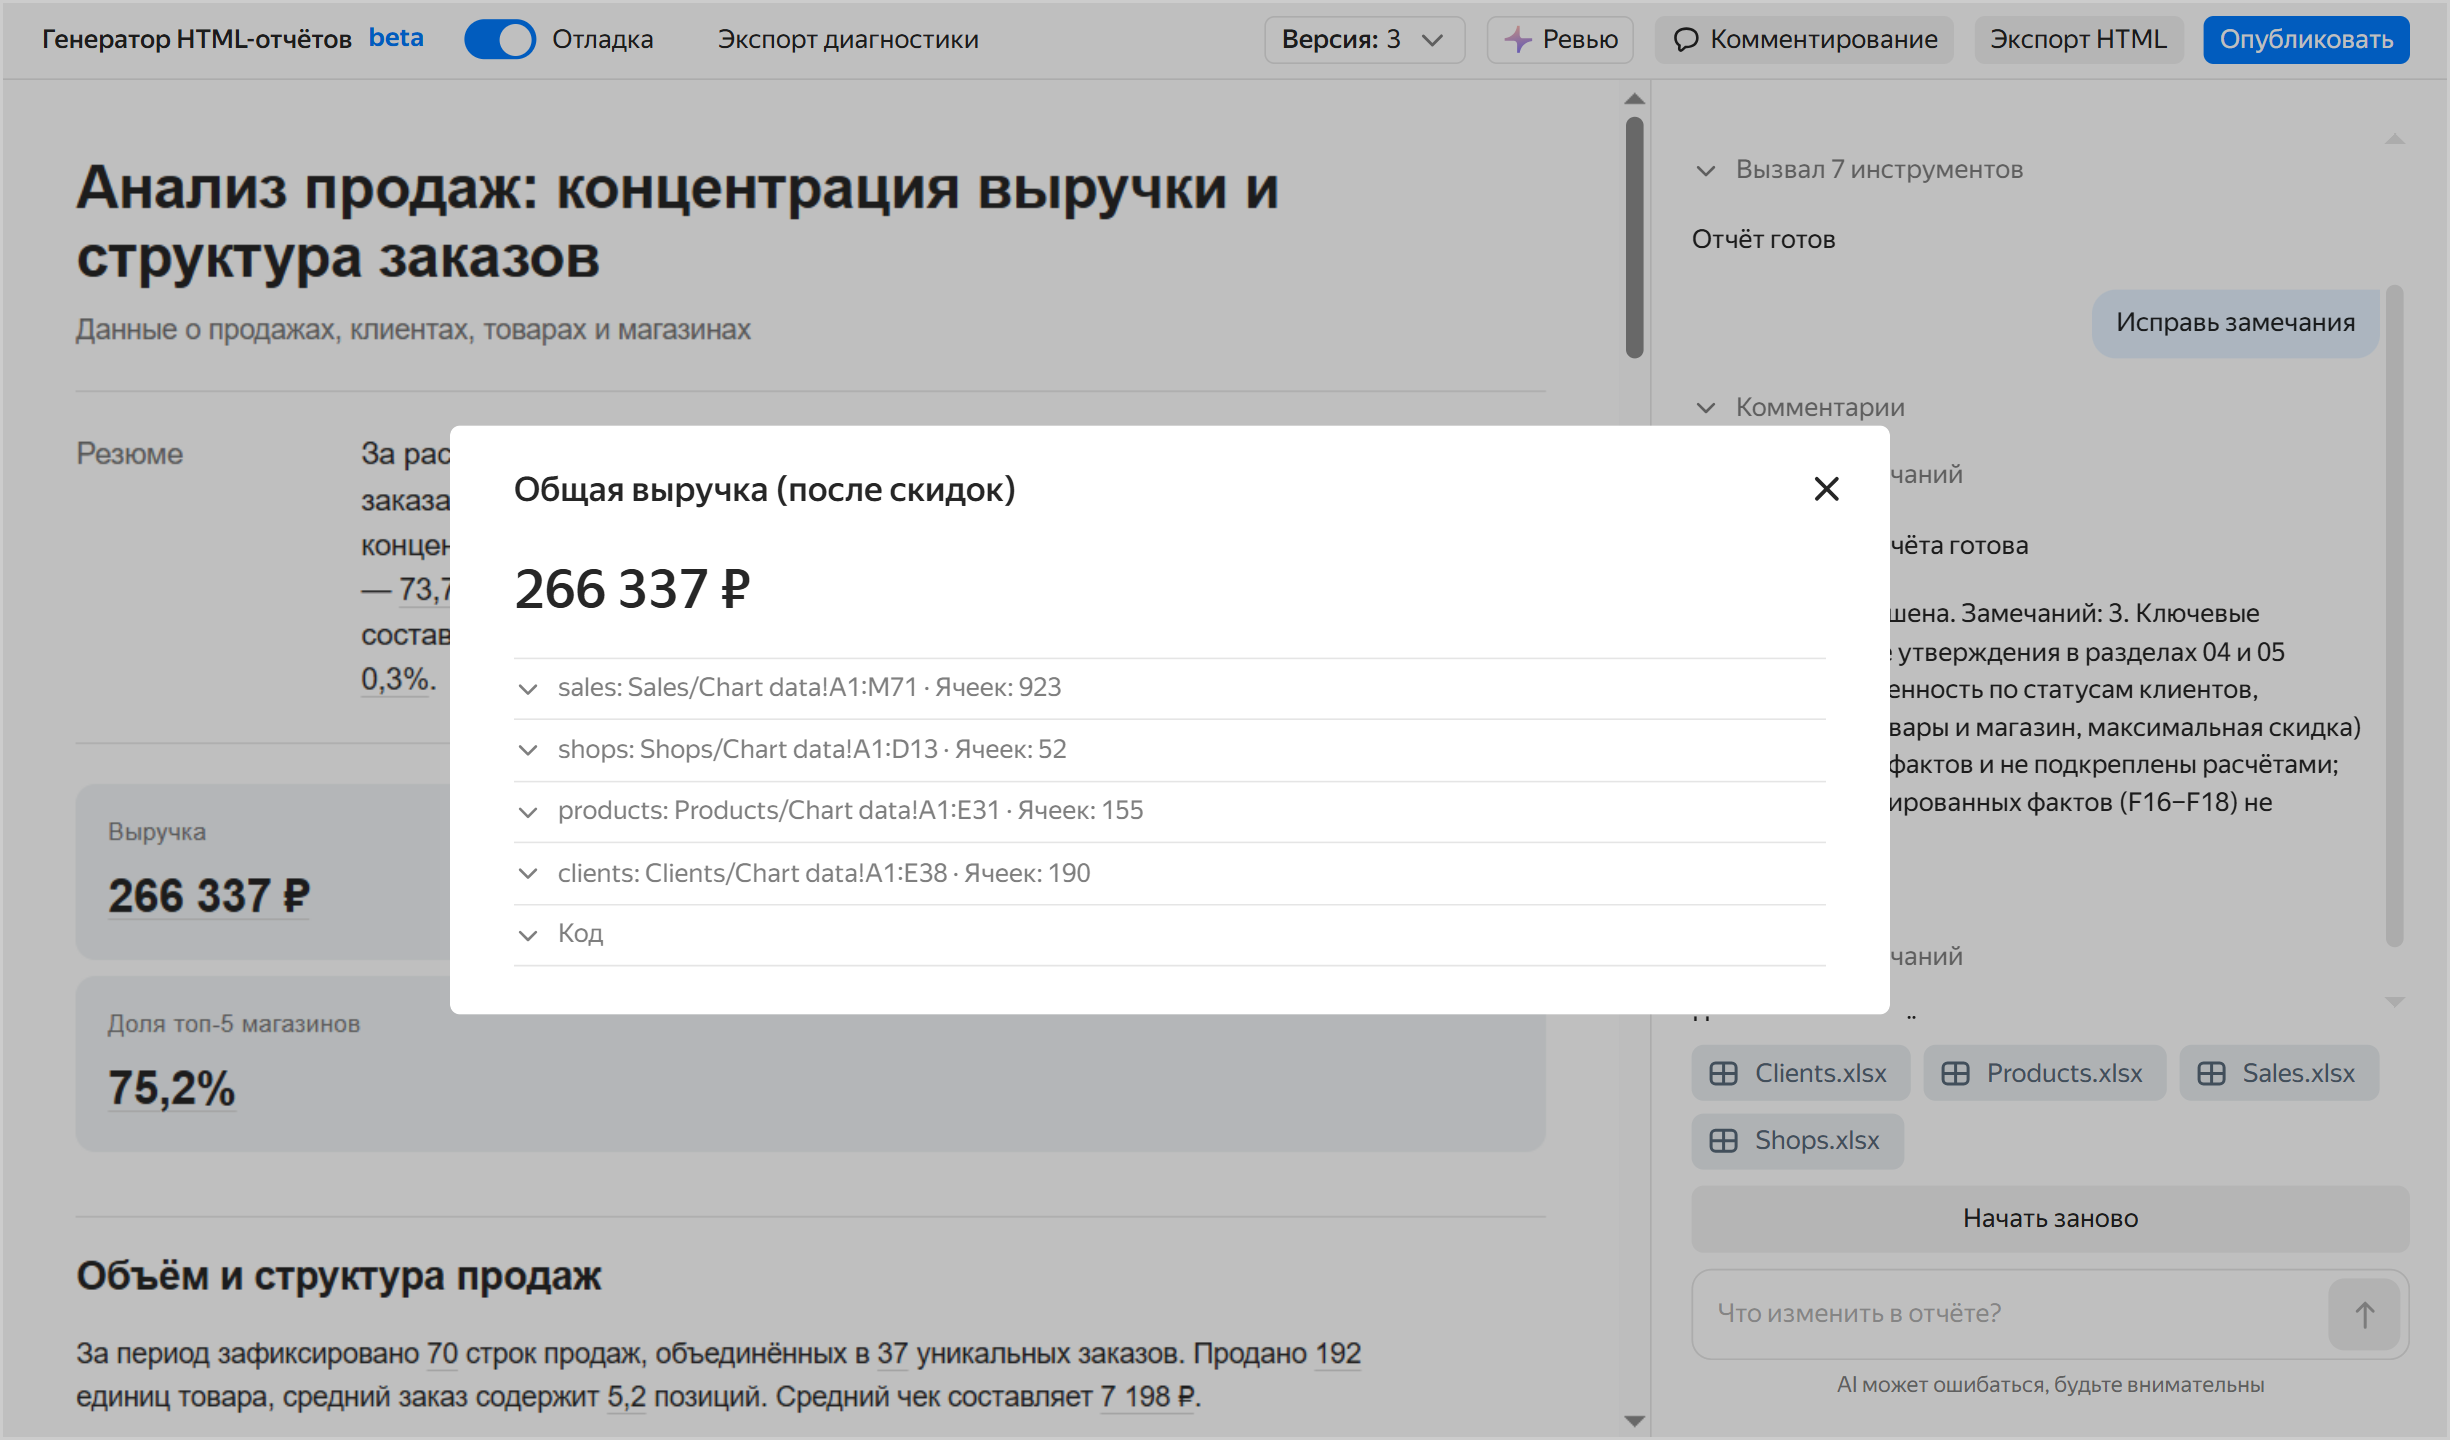 Генератор HTML-отчётов beta
Отладка
Экспорт диагностики
Версия: 3
Ревью
Комментирование
Экспорт HTML
Опубликовать
Анализ продаж: концентрация выручки и
структура заказов
Данные о продажах, клиентах, товарах и магазинах
Резюме
За рас
заказа
концен
— 73,7
состав
0,3%.
Выручка
266 337 ₽
Доля топ-5 магазинов
75,2%
Объём и структура продаж
За период зафиксировано 70 строк продаж, объединённых в 37 уникальных заказов. Продано 192
единиц товара, средний заказ содержит 5,2 позиций. Средний чек составляет 7 198 ₽.
Общая выручка (после скидок)
266 337 ₽
sales: Sales/Chart data!A1:M71 · Ячеек: 923
shops: Shops/Chart data!A1:D13 · Ячеек: 52
products: Products/Chart data!A1:E31 · Ячеек: 155
clients: Clients/Chart data!A1:E38 · Ячеек: 190
Код
Вызвал 7 инструментов
Отчёт готов
Исправь замечания
Комментарии
чаний
чёта готова
шена. Замечаний: 3. Ключевые
утверждения в разделах 04 и 05
енность по статусам клиентов,
вары и магазин, максимальная скидка)
фактов и не подкреплены расчётами;
ированных фактов (F16–F18) не
чаний
Clients.xlsx
Products.xlsx
Sales.xlsx
Shops.xlsx
Начать заново
Что изменить в отчёте?
AI может ошибаться, будьте внимательны